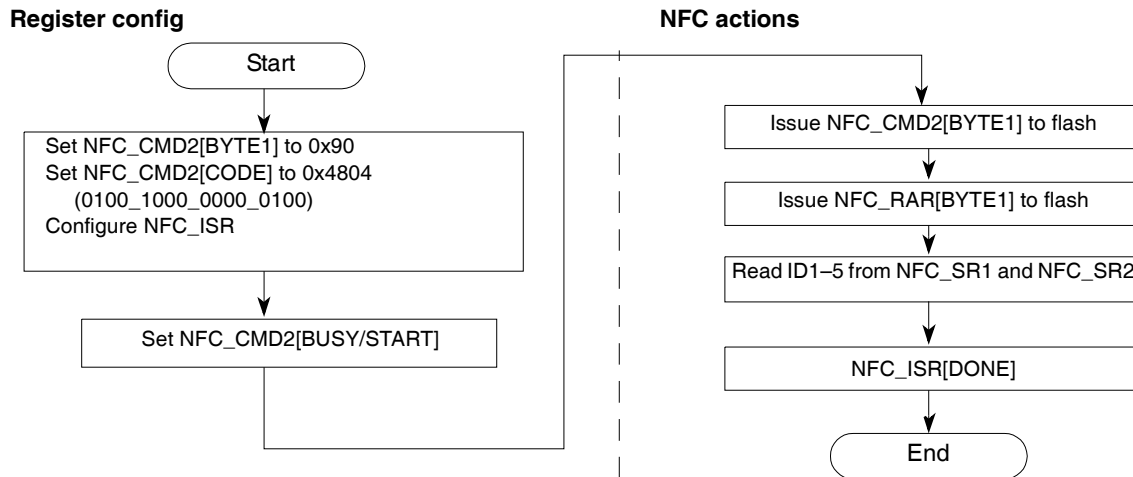 Register config
Start
Set NFC_CMD2[BYTE1] to 0x90
Set NFC_CMD2[CODE] to 0x4804
(0100_1000_0000_0100)
Configure NFC_ISR
Set NFC_CMD2[BUSY/START]
NFC actions
Issue NFC_CMD2[BYTE1] to flash
Issue NFC_RAR[BYTE1] to flash
Read ID1–5 from NFC_SR1 and NFC_SR2
NFC_ISR[DONE]
End